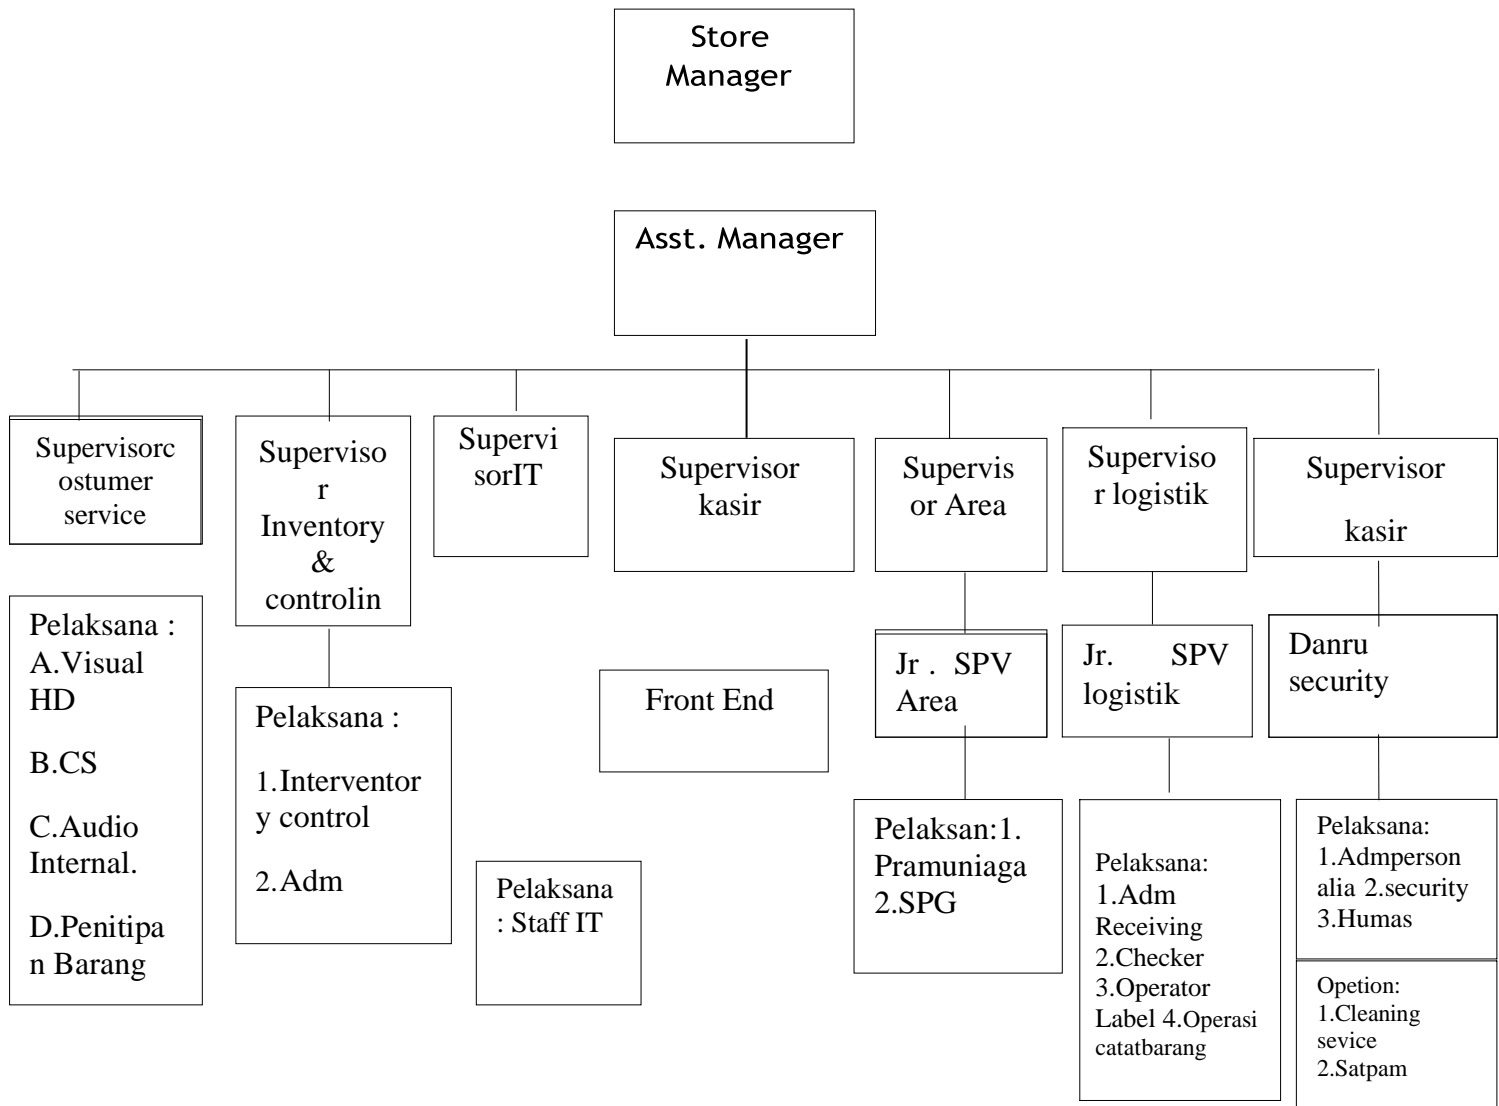 Store
Manager
Asst. Manager
Supervisorc
ostumer
service
Superviso
r
Inventory
&
controlin
Supervi
sorIT
Supervisor
kasir
Supervis
or Area
Superviso
r logistik
Supervisor
kasir
Pelaksana :
A.Visual
HD
B.CS
C.Audio
Internal.
D.Penitipa
n Barang
Pelaksana :
1.Interventor
y control
2.Adm
Pelaksana
: Staff IT
Front End
Jr . SPV
Area
Pelaksan:1.
Pramuniaga
2.SPG
Jr. SPV
logistik
Pelaksana:
1.Adm
Receiving
2.Checker
3.Operator
Label 4.Operasi
catatbarang
Danru
security
Pelaksana:
1.Admperson
alia 2.security
3.Humas
Opetion:
1.Cleaning
sevice
2.Satpam